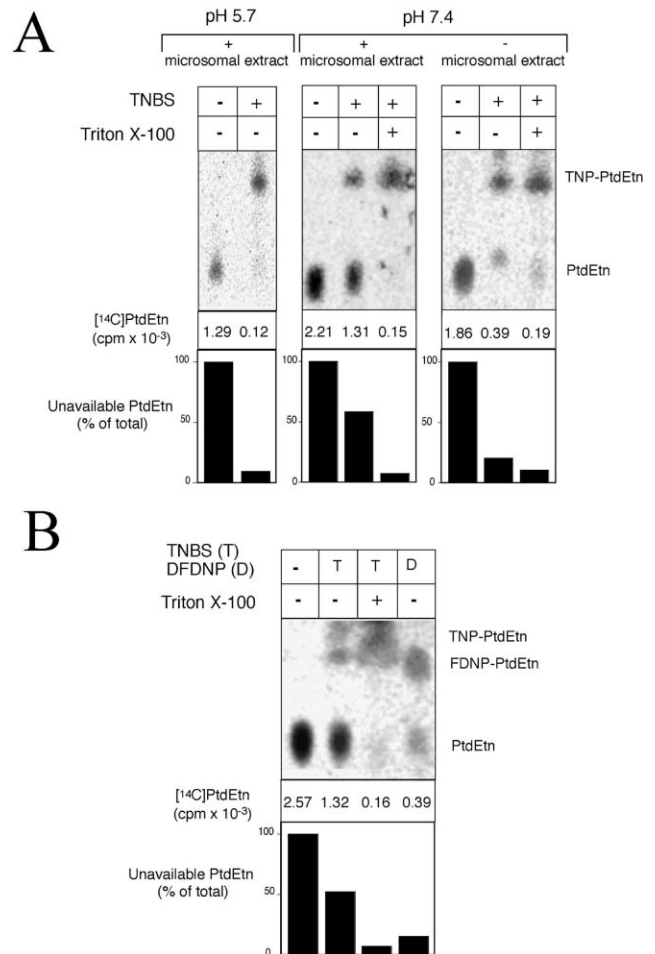 A
pH 5.7 pH 7.4
+ + -
microsomal extract microsomal extract microsomal extract
TNBS - + - + + - + +
Triton X-100 - - - - + - - +
TNP-PtdEtn
PtdEtn
[14C]PtdEtn
(cpm x 10-3)
1.29 0.12 2.21 1.31 0.15 1.86 0.39 0.19
100 100 100
Unavailable PtdEtn
(% of total)
50 50 50
0 0 0
B
TNBS (T)
DFDNP (D)
- T T D
Triton X-100 - - + -
TNP-PtdEtn
FDNP-PtdEtn
PtdEtn
[14C]PtdEtn
(cpm x 10-3)
2.57 1.32 0.16 0.39
100
Unavailable PtdEtn
(% of total)
50
0